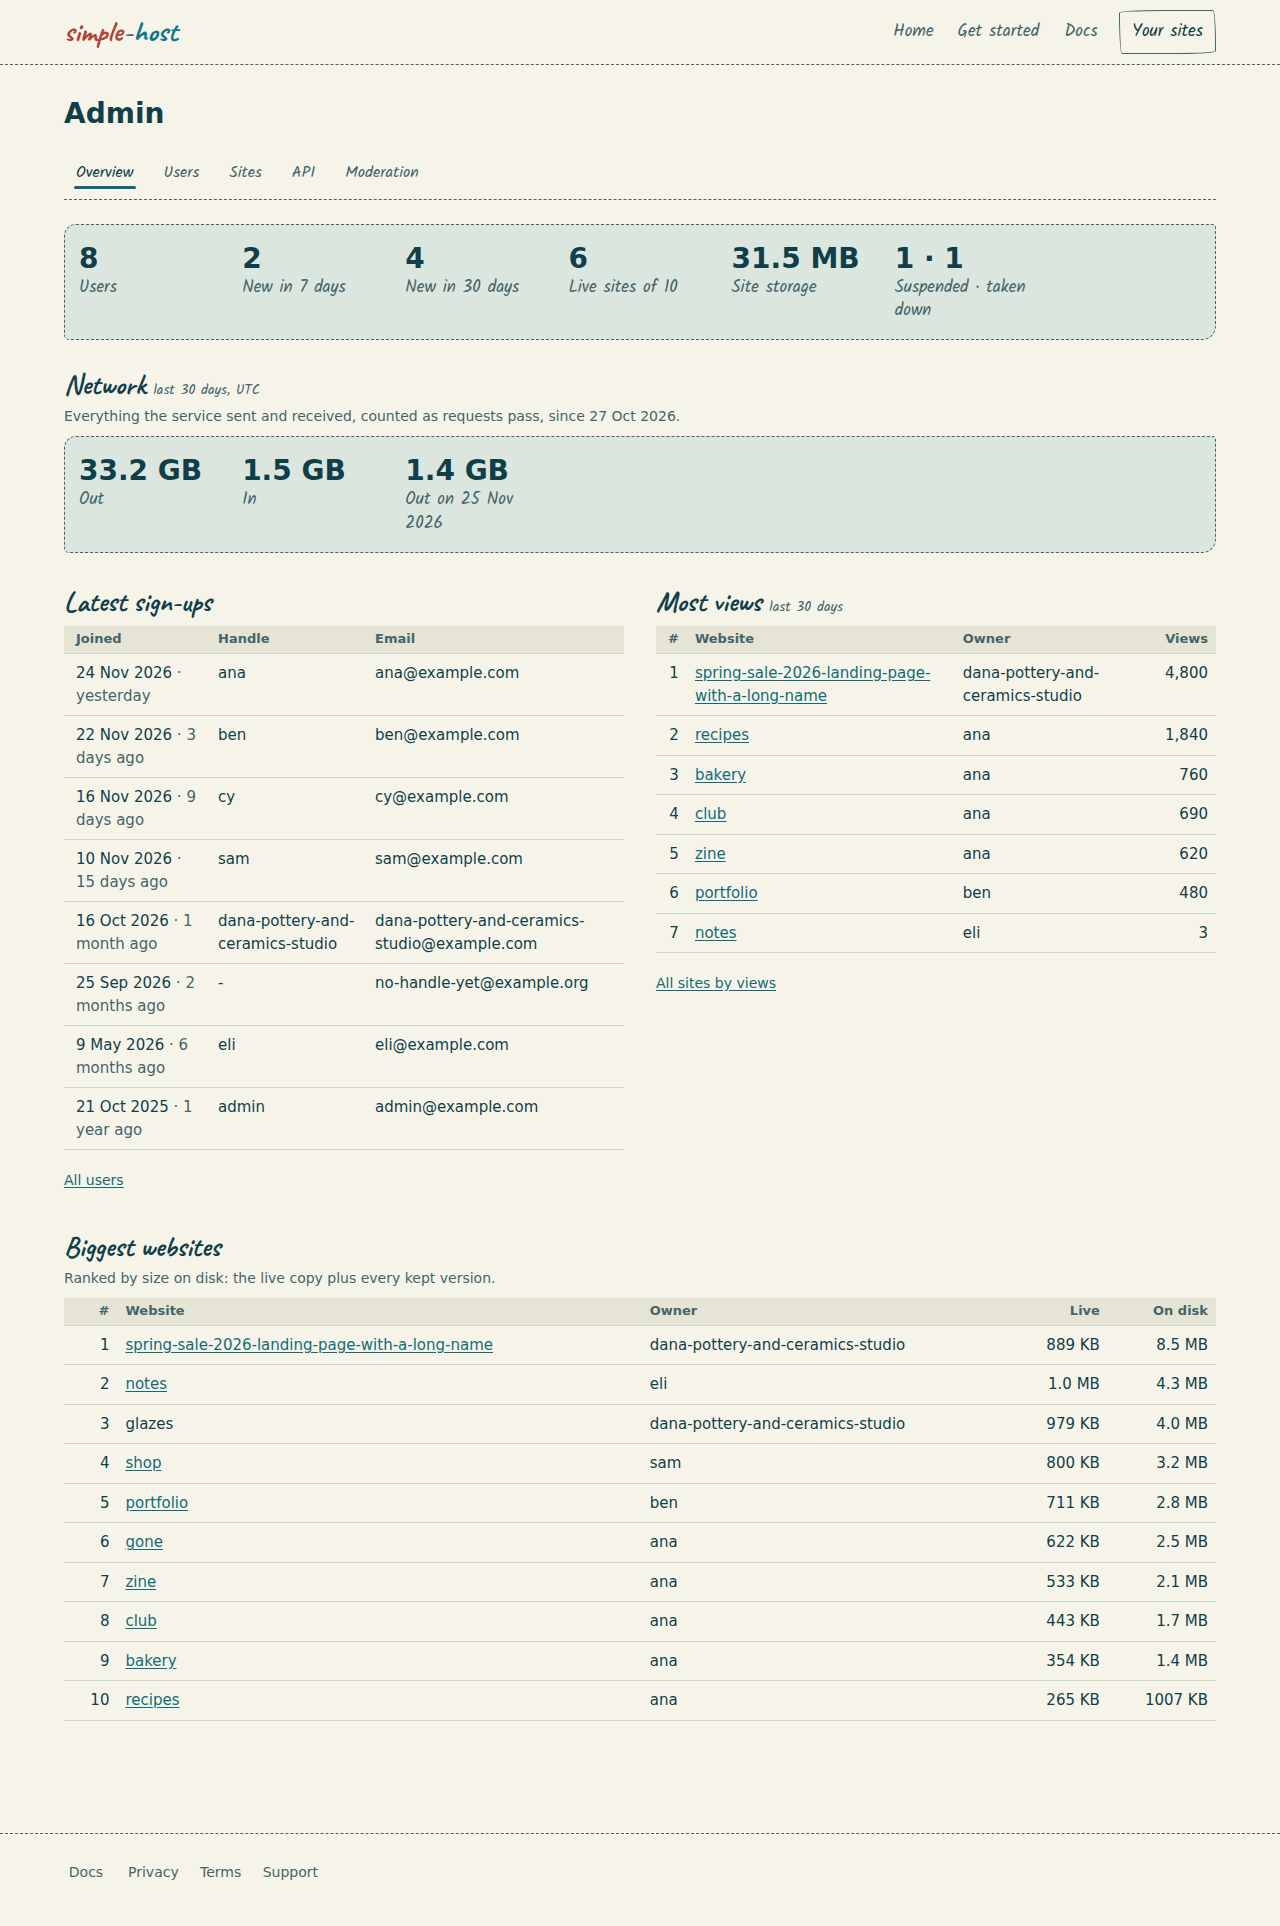 simple-host
Home Get started Docs Your sites
Admin
Overview Users Sites API Moderation
8 2 4 6 31.5 MB 1 · 1
Users New in 7 days New in 30 days Live sites of 10 Site storage Suspended · taken down
Network last 30 days, UTC
Everything the service sent and received, counted as requests pass, since 27 Oct 2026.
33.2 GB 1.5 GB 1.4 GB
Out In Out on 25 Nov 2026
Latest sign-ups
Joined Handle Email
24 Nov 2026 · yesterday ana ana@example.com
22 Nov 2026 · 3 days ago ben ben@example.com
16 Nov 2026 · 9 days ago cy cy@example.com
10 Nov 2026 · 15 days ago sam sam@example.com
16 Oct 2026 · 1 month ago dana-pottery-and-ceramics-studio dana-pottery-and-ceramics-studio@example.com
25 Sep 2026 · 2 months ago - no-handle-yet@example.org
9 May 2026 · 6 months ago eli eli@example.com
21 Oct 2025 · 1 year ago admin admin@example.com
All users
Most views last 30 days
# Website Owner Views
1 spring-sale-2026-landing-page-with-a-long-name dana-pottery-and-ceramics-studio 4,800
2 recipes ana 1,840
3 bakery ana 760
4 club ana 690
5 zine ana 620
6 portfolio ben 480
7 notes eli 3
All sites by views
Biggest websites
Ranked by size on disk: the live copy plus every kept version.
# Website Owner Live On disk
1 spring-sale-2026-landing-page-with-a-long-name dana-pottery-and-ceramics-studio 889 KB 8.5 MB
2 notes eli 1.0 MB 4.3 MB
3 glazes dana-pottery-and-ceramics-studio 979 KB 4.0 MB
4 shop sam 800 KB 3.2 MB
5 portfolio ben 711 KB 2.8 MB
6 gone ana 622 KB 2.5 MB
7 zine ana 533 KB 2.1 MB
8 club ana 443 KB 1.7 MB
9 bakery ana 354 KB 1.4 MB
10 recipes ana 265 KB 1007 KB
Docs Privacy Terms Support